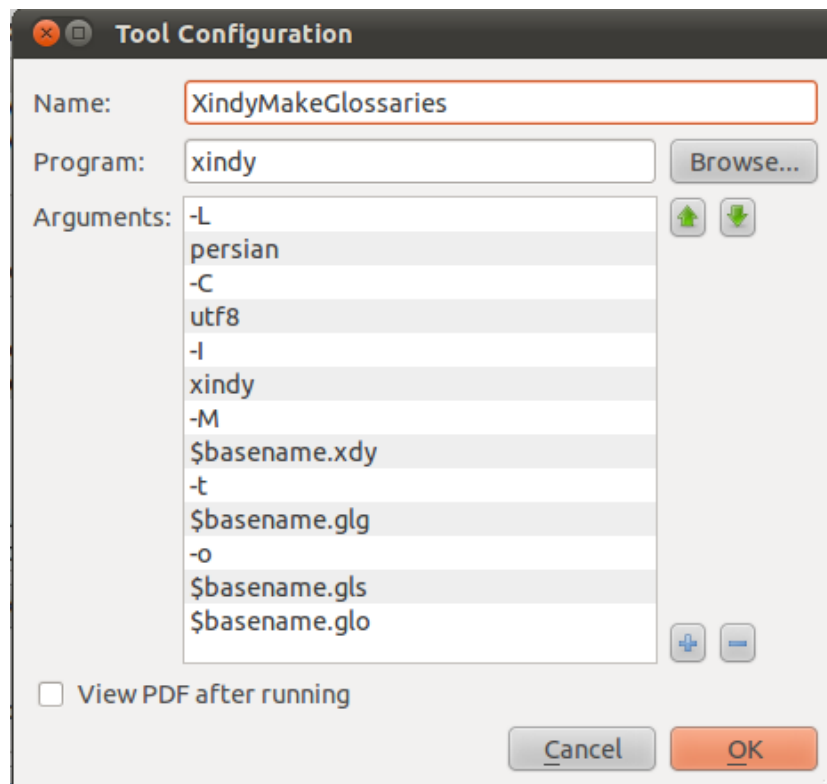 Tool Configuration
Name: XindyMakeGlossaries
Program: xindy Browse...
Arguments: -L
persian
-C
utf8
-I
xindy
-M
$basename.xdy
-t
$basename.glg
-o
$basename.gls
$basename.glo
View PDF after running
Cancel OK